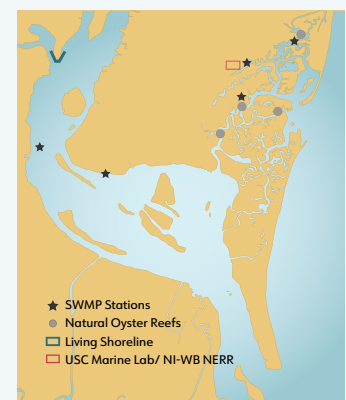 SWMP Stations
Natural Oyster Reefs
Living Shoreline
USC Marine Lab/ NI-WB NERR